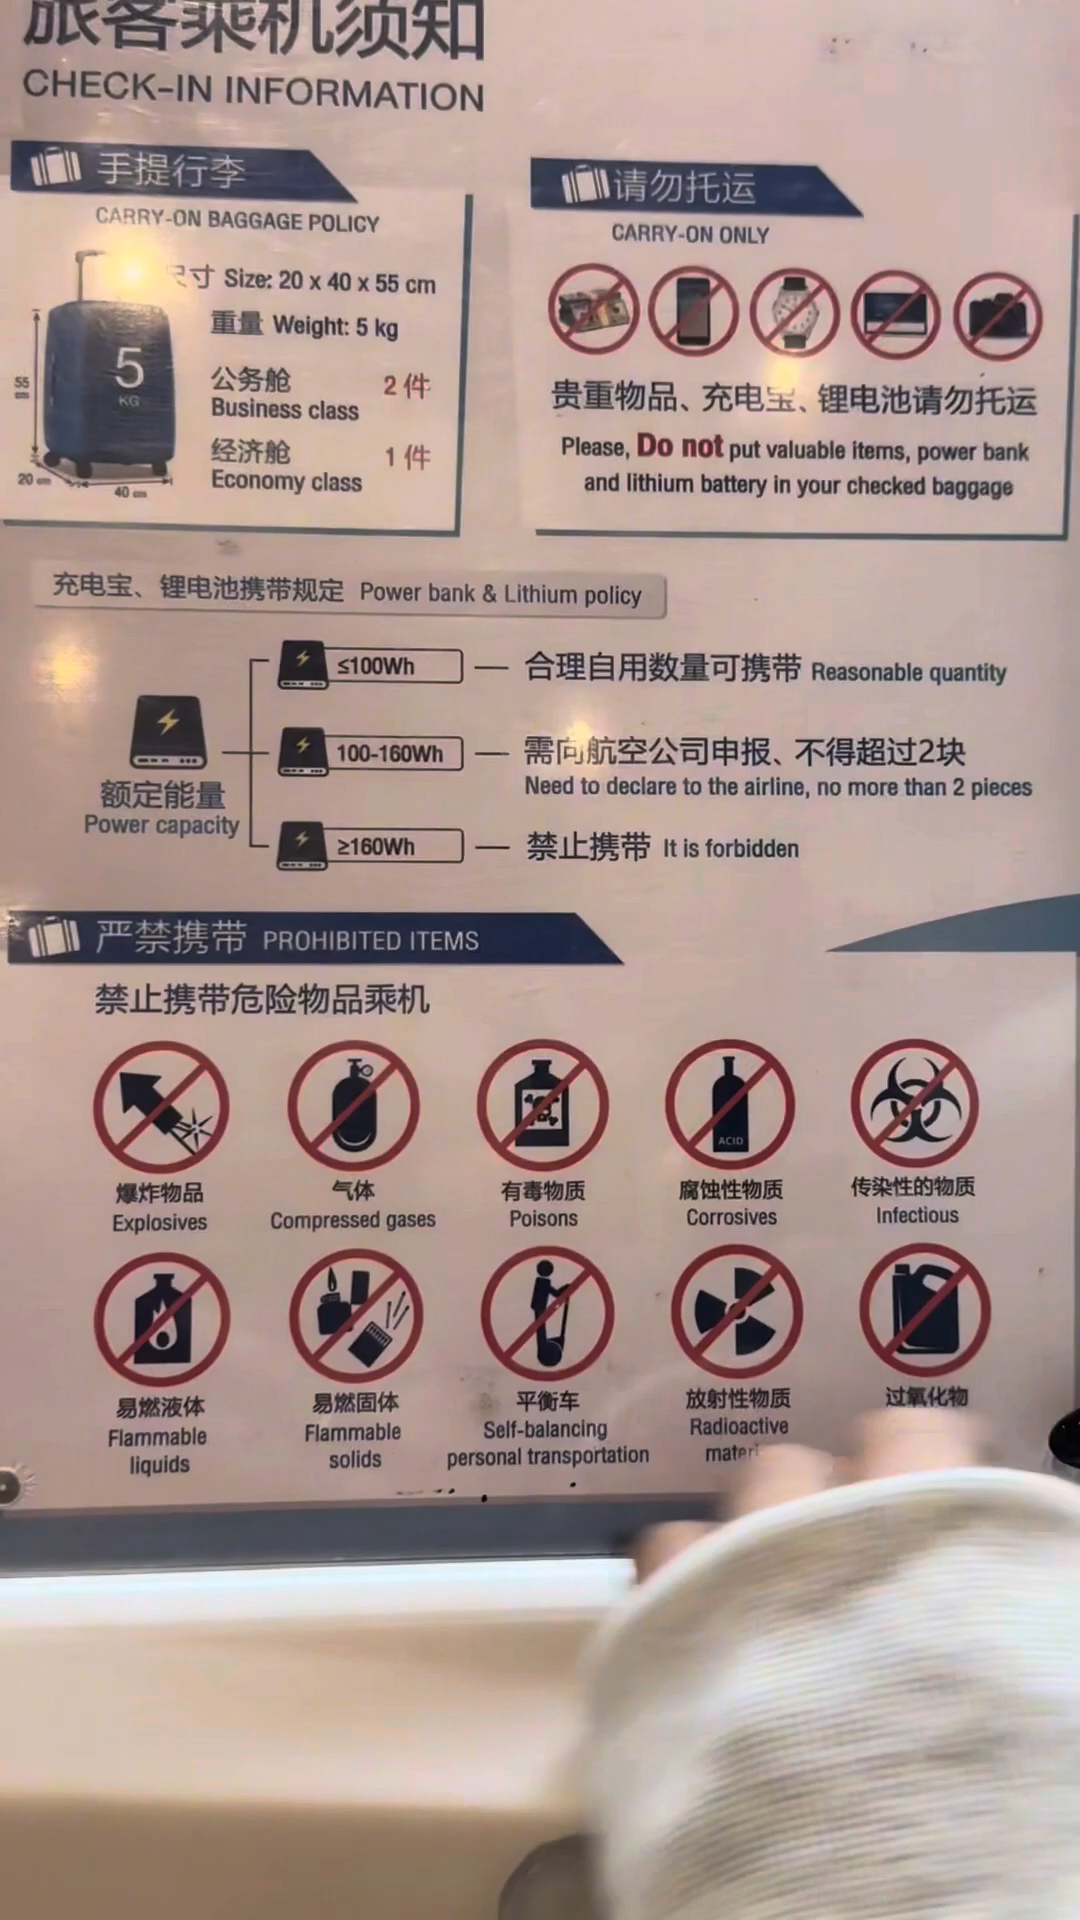 旅客乘机须知
CHECK-IN INFORMATION
手提行李
CARRY-ON BAGGAGE POLICY
尺寸 Size: 20 x 40 x 55 cm
重量 Weight: 5 kg
5
KG
55
cm
20 cm
40 cm
公务舱
2件
Business class
经济舱
1件
Economy class
请勿托运
CARRY-ON ONLY
贵重物品、充电宝、锂电池请勿托运
Please, Do not put valuable items, power bank
and lithium battery in your checked baggage
充电宝、锂电池携带规定 Power bank & Lithium policy
额定能量
Power capacity
≤100Wh
合理自用数量可携带 Reasonable quantity
100-160Wh
需向航空公司申报、不得超过2块
Need to declare to the airline, no more than 2 pieces
≥160Wh
禁止携带 It is forbidden
严禁携带 PROHIBITED ITEMS
禁止携带危险物品乘机
爆炸物品
Explosives
气体
Compressed gases
有毒物质
Poisons
ACID
腐蚀性物质
Corrosives
传染性的物质
Infectious
易燃液体
Flammable
liquids
易燃固体
Flammable
solids
平衡车
Self-balancing
personal transportation
放射性物质
Radioactive
过氧化物